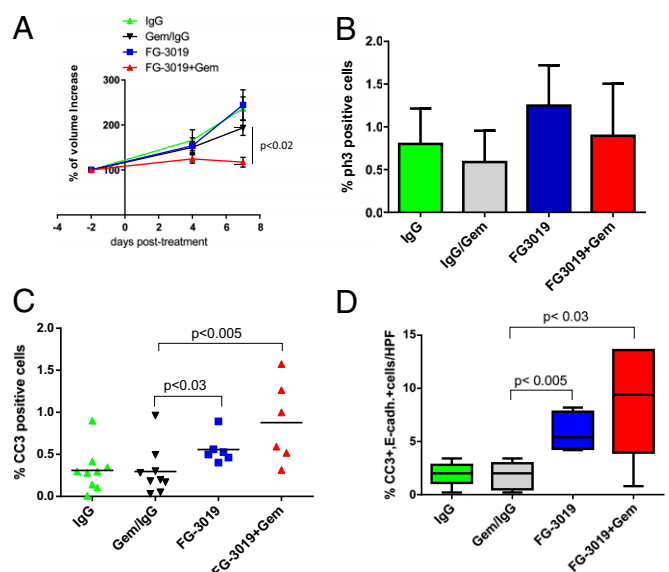 A
IgG
Gem/IgG
FG-3019
FG-3019+Gem
% of volume Increase
300
200
100
-2
0
2
4
6
8
days post-treatment
p<0.02
B
% ph3 positive cells
2.0
1.5
1.0
0.5
0.0
IgG
IgG/Gem
FG3019
FG3019+Gem
C
% CC3 positive cells
2.0
1.5
1.0
0.5
0.0
p<0.005
p<0.03
IgG
Gem/IgG
FG-3019
FG-3019+Gem
D
% CC3+,E-cadh.+cells/HPF
15
10
5
0
p< 0.03
p< 0.005
IgG
Gem/IgG
FG-3019
FG-3019+Gem